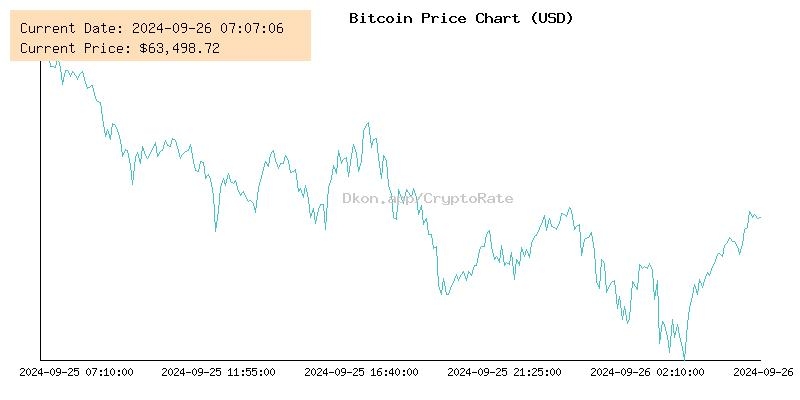 Bitcoin Price Chart (USD)
Current Date: 2024-09-26 07:07:06
Current Price: $63,498.72
Dkon.app/CryptoRate
2024-09-25 07:10:00 2024-09-25 11:55:00 2024-09-25 16:40:00 2024-09-25 21:25:00 2024-09-26 02:10:00 2024-09-26